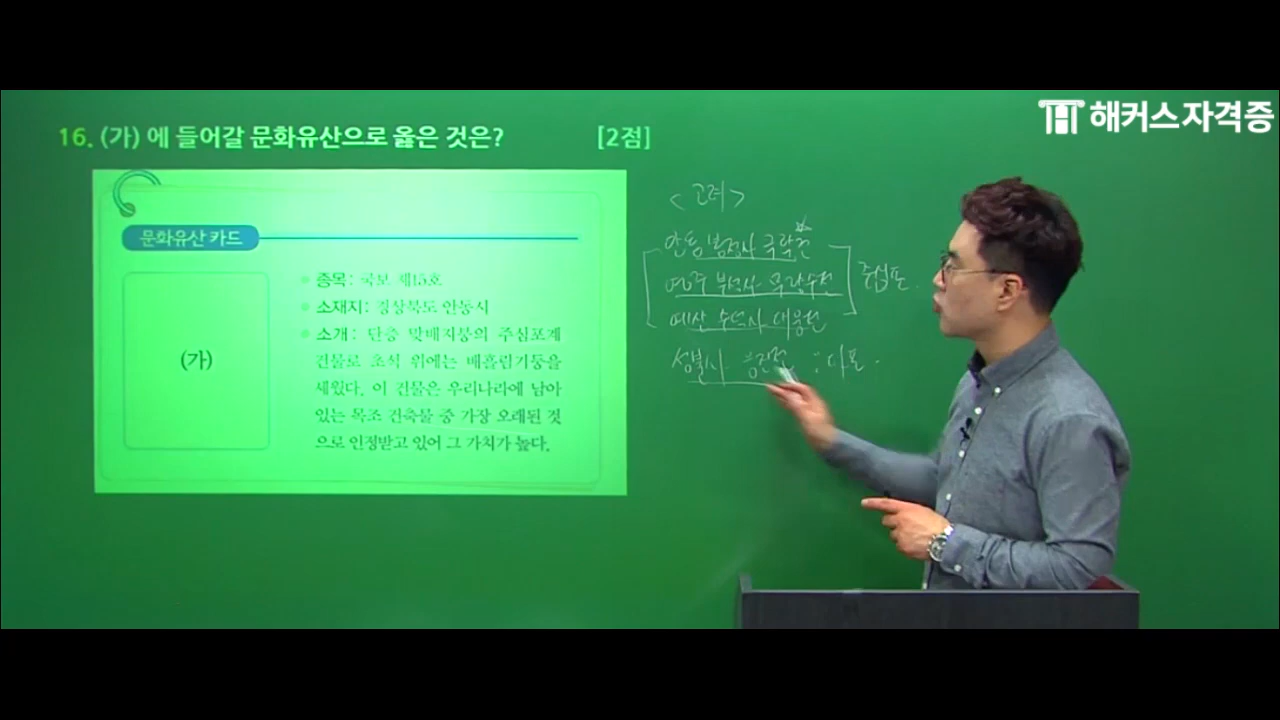 해커스자격증
16. (가) 에 들어갈 문화유산으로 옳은 것은? [2점]
문화유산 카드
(가)
종목: 국보 제15호
소재지: 경상북도 안동시
소개: 단층 맞배지붕의 주심포계
건물로 초석 위에는 배흘림기둥을
세웠다. 이 건물은 우리나라에 남아
있는 목조 건축물 중 가장 오래된 것
으로 인정받고 있어 그 가치가 높다.
<고려>
안동 봉정사 극락전
영주 부석사 무량수전
예산 수덕사 대웅전
주심포
성불사 응진전 : 다포